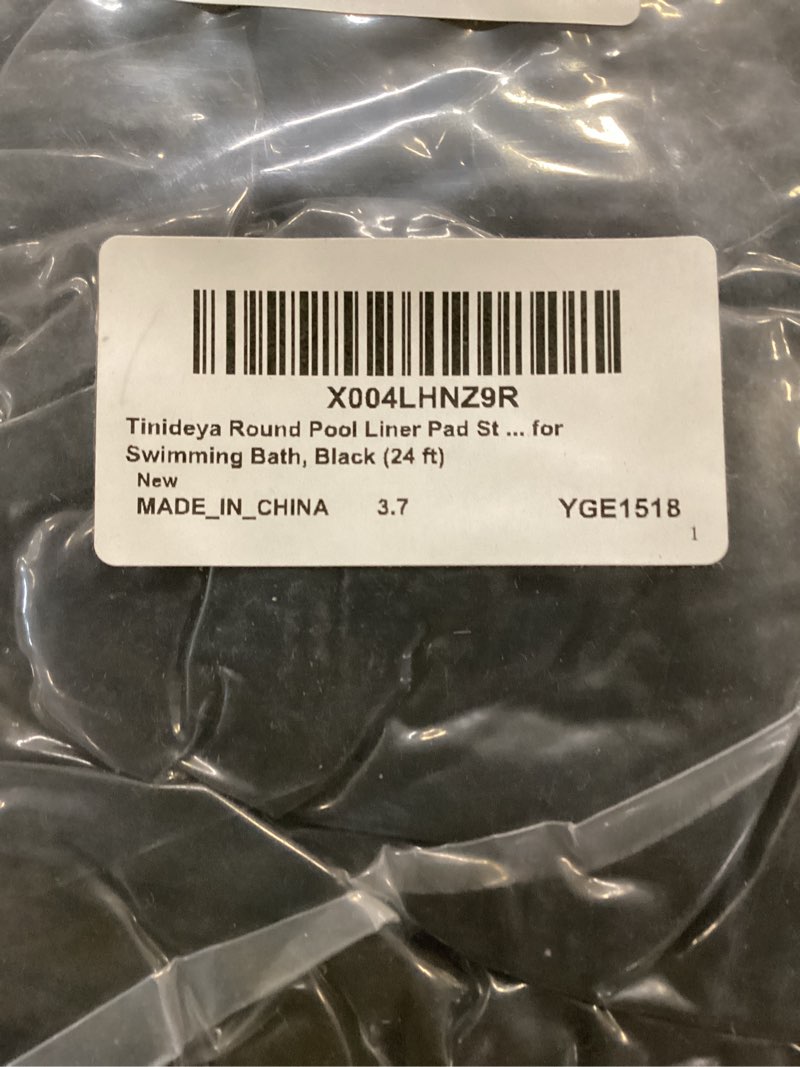 X004LHNZ9R
Tinideya Round Pool Liner Pad St ... for
Swimming Bath, Black (24 ft)
New
MADE_IN_CHINA 3.7 YGE1518
1